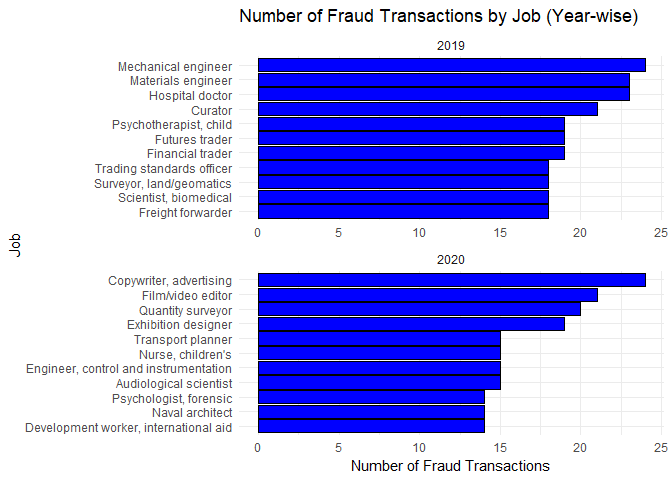 Number of Fraud Transactions by Job (Year-wise)
2019
Mechanical engineer
Materials engineer
Hospital doctor
Curator
Psychotherapist, child
Futures trader
Financial trader
Trading standards officer
Surveyor, land/geomatics
Scientist, biomedical
Freight forwarder
0 5 10 15 20 25
Job
2020
Copywriter, advertising
Film/video editor
Quantity surveyor
Exhibition designer
Transport planner
Nurse, children's
Engineer, control and instrumentation
Audiological scientist
Psychologist, forensic
Naval architect
Development worker, international aid
0 5 10 15 20 25
Number of Fraud Transactions